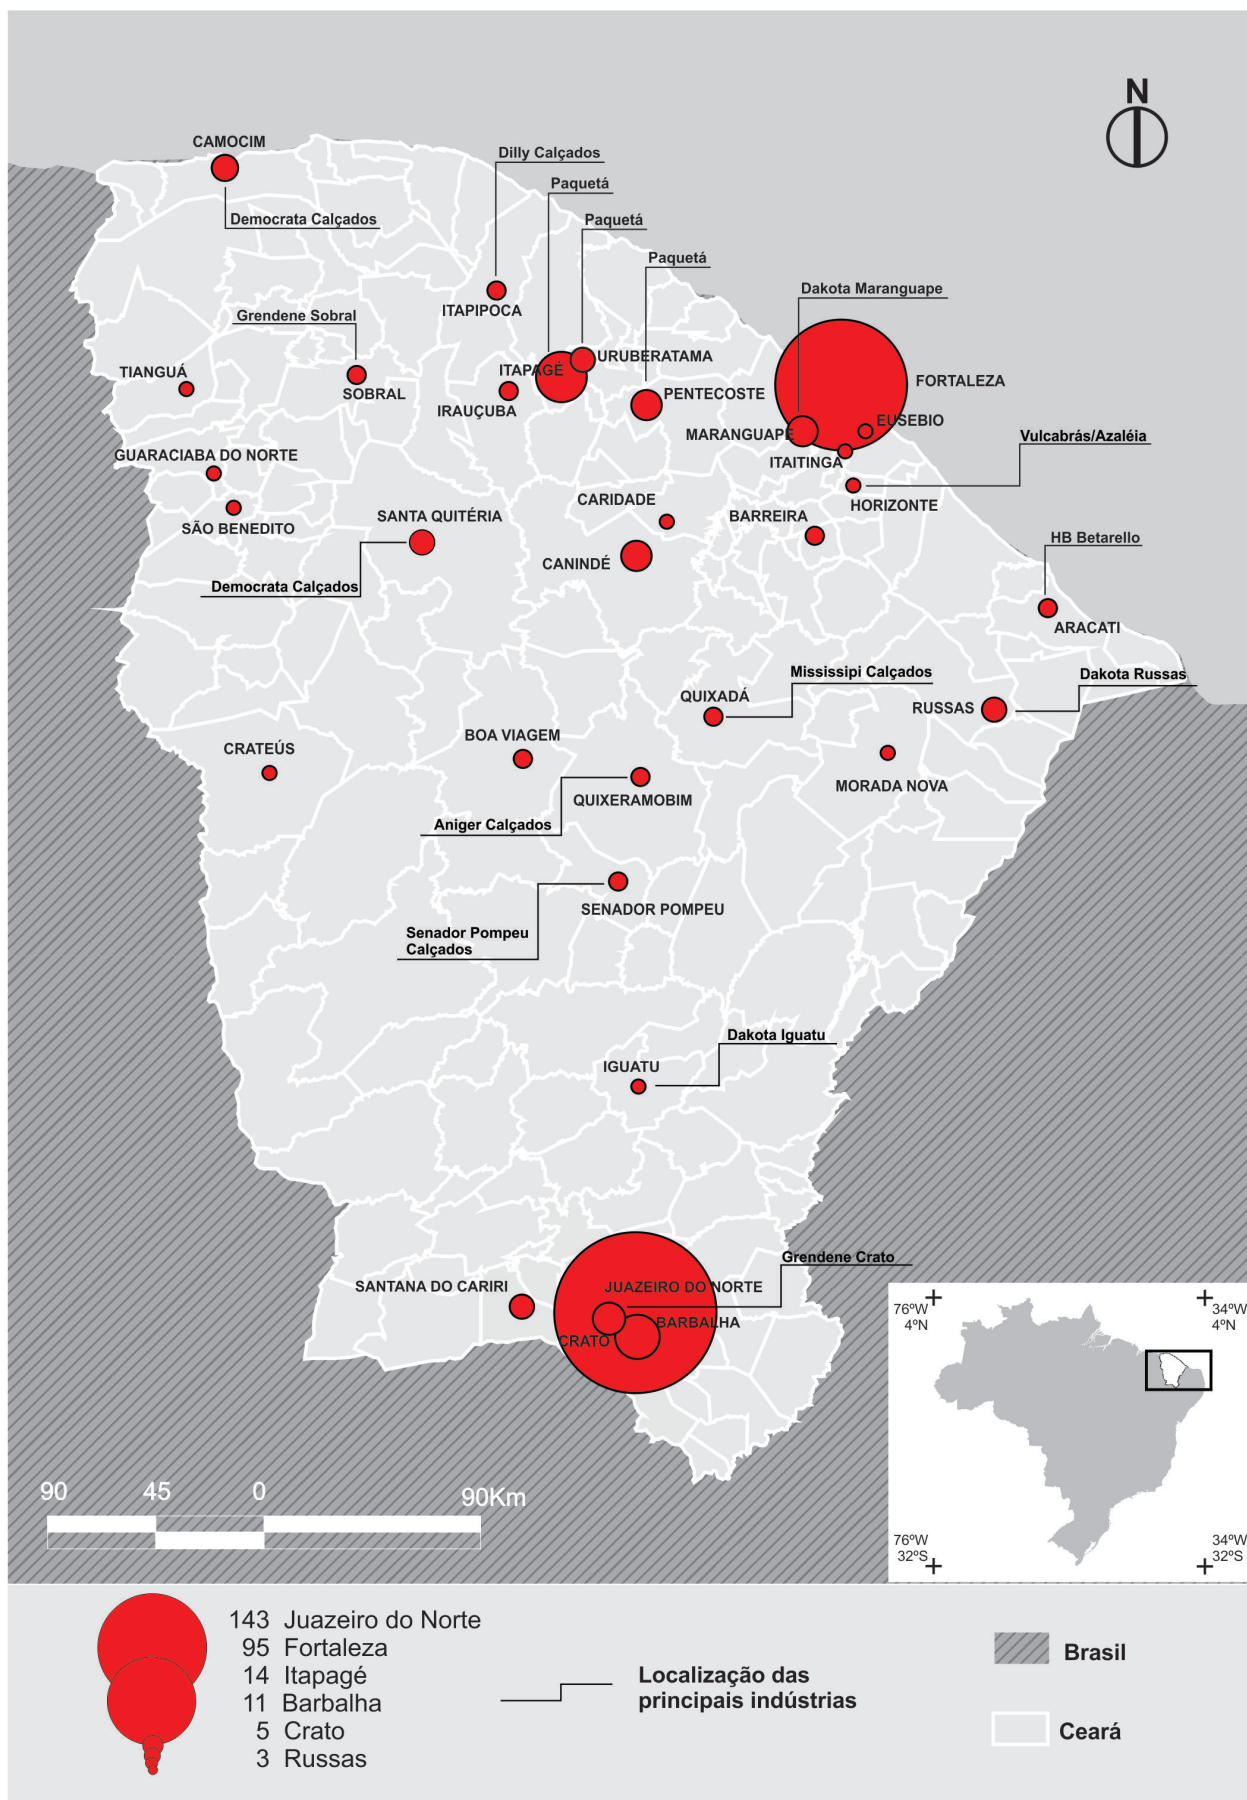 N
CAMOCIM
Dilly Calçados
Paquetá
Democrata Calçados
Paquetá
Paquetá
Dakota Maranguape
ITAPIPOCA
Grendene Sobral
URUBERATAMA
TIANGUÁ
ITAPAGÉ
FORTALEZA
SOBRAL
IRAUÇUBA
PENTECOSTE
EUSEBIO
MARANGUAPE
Vulcabrás/Azaléia
GUARACIABA DO NORTE
ITAITINGA
CARIDADE
HORIZONTE
SÃO BENEDITO
SANTA QUITÉRIA
BARREIRA
HB Betarello
CANINDÉ
Democrata Calçados
ARACATI
Mississipi Calçados
Dakota Russas
QUIXADÁ
RUSSAS
CRATEÚS
BOA VIAGEM
MORADA NOVA
QUIXERAMOBIM
Aniger Calçados
SENADOR POMPEU
Senador Pompeu
Calçados
Dakota Iguatu
IGUATU
Grendene Crato
SANTANA DO CARIRI
JUAZEIRO DO NORTE
BARBALHA
CRATO
76ºW
4ºN
34ºW
4ºN
76ºW
32ºS
34ºW
32ºS
90 45 0 90Km
143 Juazeiro do Norte
95 Fortaleza
14 Itapagé
11 Barbalha
5 Crato
3 Russas
Localização das
principais indústrias
Brasil
Ceará